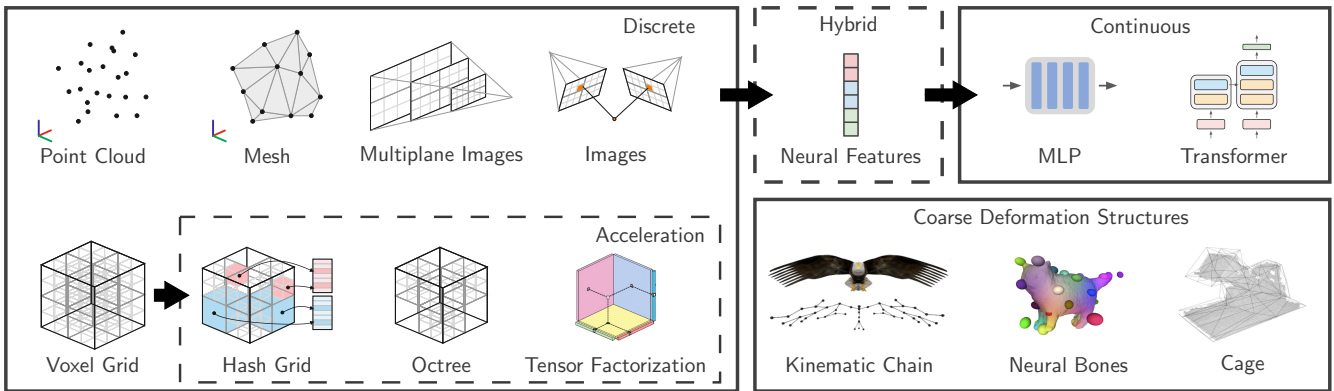 Discrete
Point Cloud
Mesh
Multiplane Images
Images
Voxel Grid
Acceleration
Hash Grid
Octree
Tensor Factorization
Hybrid
Neural Features
Continuous
MLP
Transformer
Coarse Deformation Structures
Kinematic Chain
Neural Bones
Cage